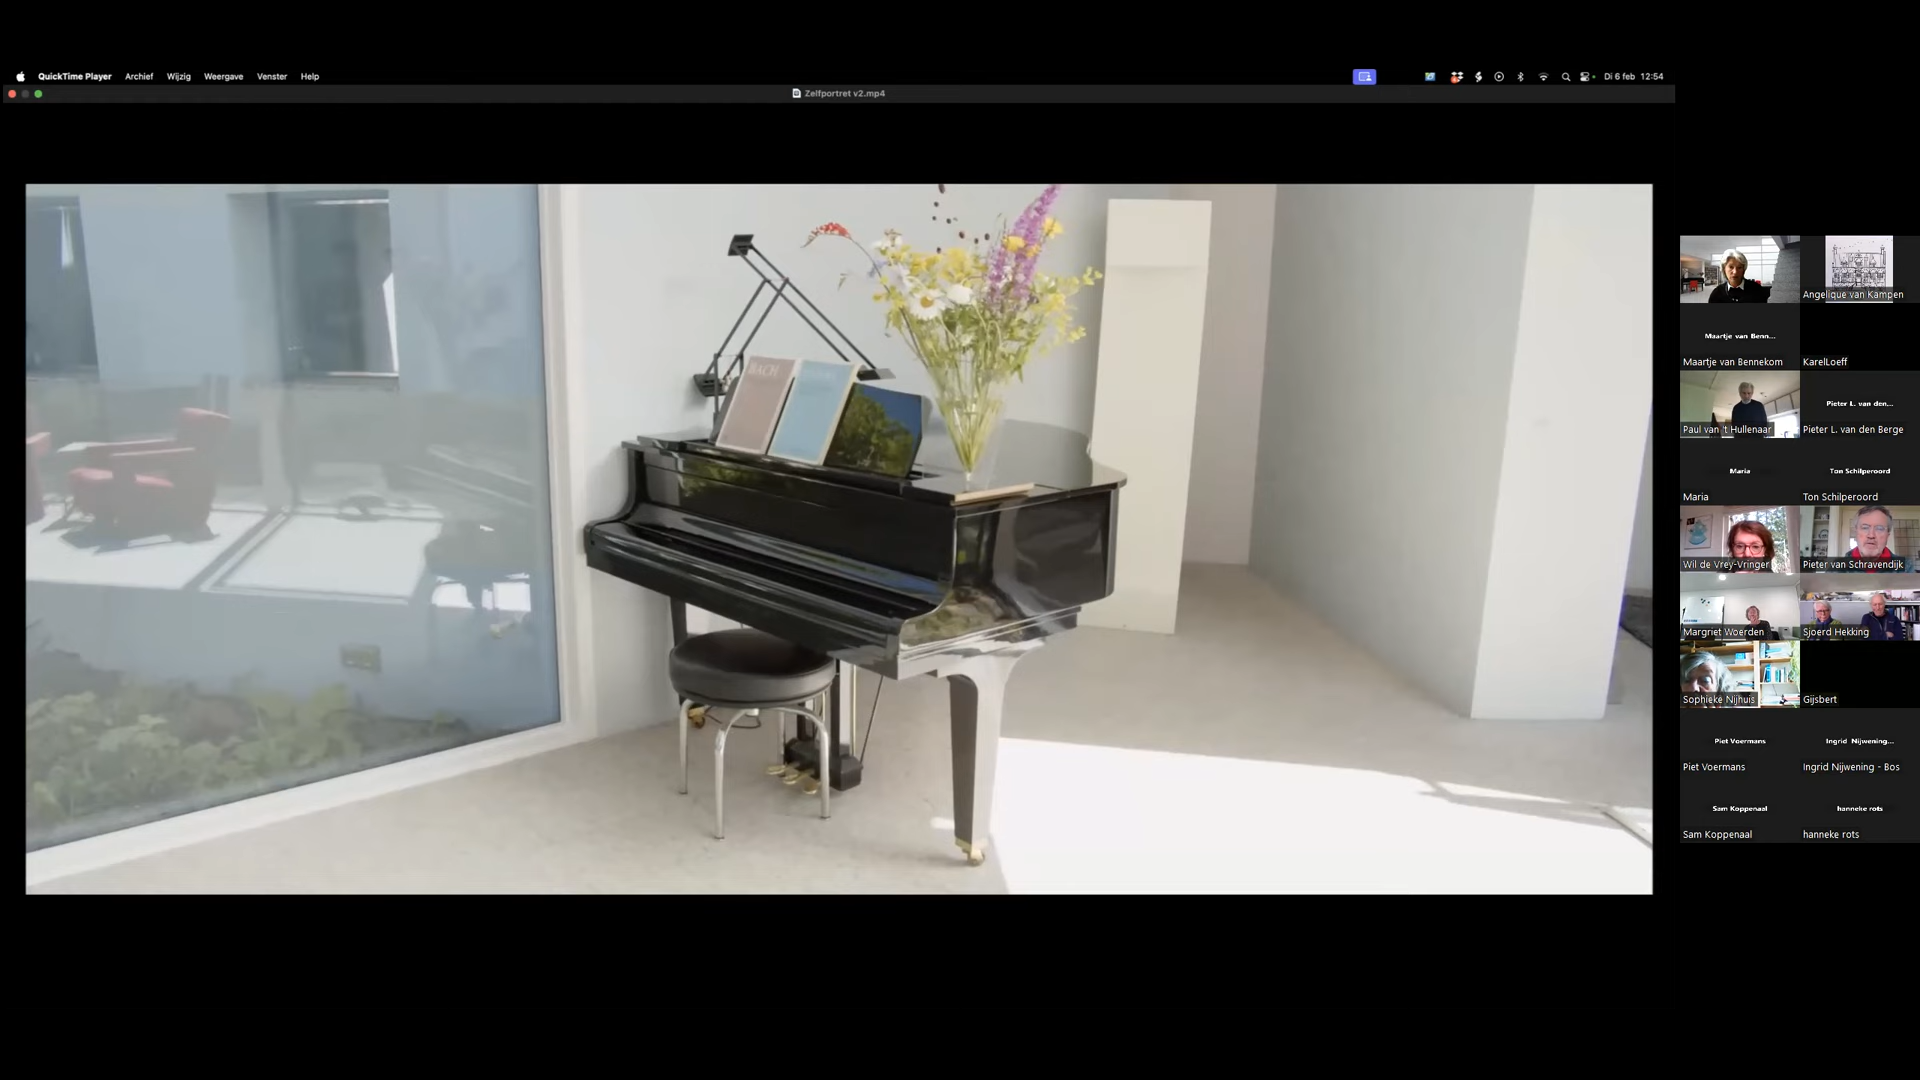 QuickTime Player Archief Wijzig Weergave Venster Help
Di 6 feb 12:54
Zelfportret v2.mp4
BACH
Angelique van Kampen
Maartje van Benn...
Maartje van Bennekom
KarelLoeff
Paul van 't Hullenaar
Pieter L. van den...
Pieter L. van den Berge
Maria
Maria
Ton Schilperoord
Ton Schilperoord
Wil de Vrey-Vringer
Pieter van Schravendijk
Margriet Woerden
Sjoerd Hekking
Sophieke Nijhuis
Gijsbert
Piet Voermans
Piet Voermans
Ingrid Nijwening...
Ingrid Nijwening - Bos
Sam Koppenaal
Sam Koppenaal
hanneke rots
hanneke rots